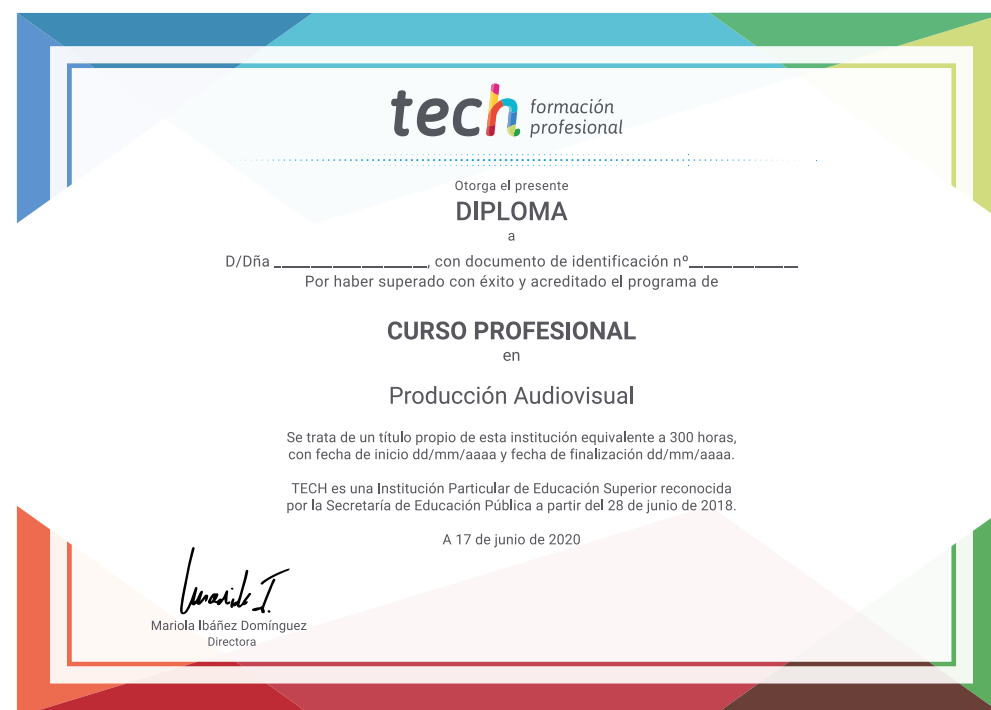 tech formación
profesional
Otorga el presente
DIPLOMA
a
D/Dña ____________________, con documento de identificación nº______________
Por haber superado con éxito y acreditado el programa de
CURSO PROFESIONAL
en
Producción Audiovisual
Se trata de un título propio de esta institución equivalente a 300 horas,
con fecha de inicio dd/mm/aaaa y fecha de finalización dd/mm/aaaa.
TECH es una Institución Particular de Educación Superior reconocida
por la Secretaría de Educación Pública a partir del 28 de junio de 2018.
A 17 de junio de 2020
Mariola Ibáñez Domínguez
Directora